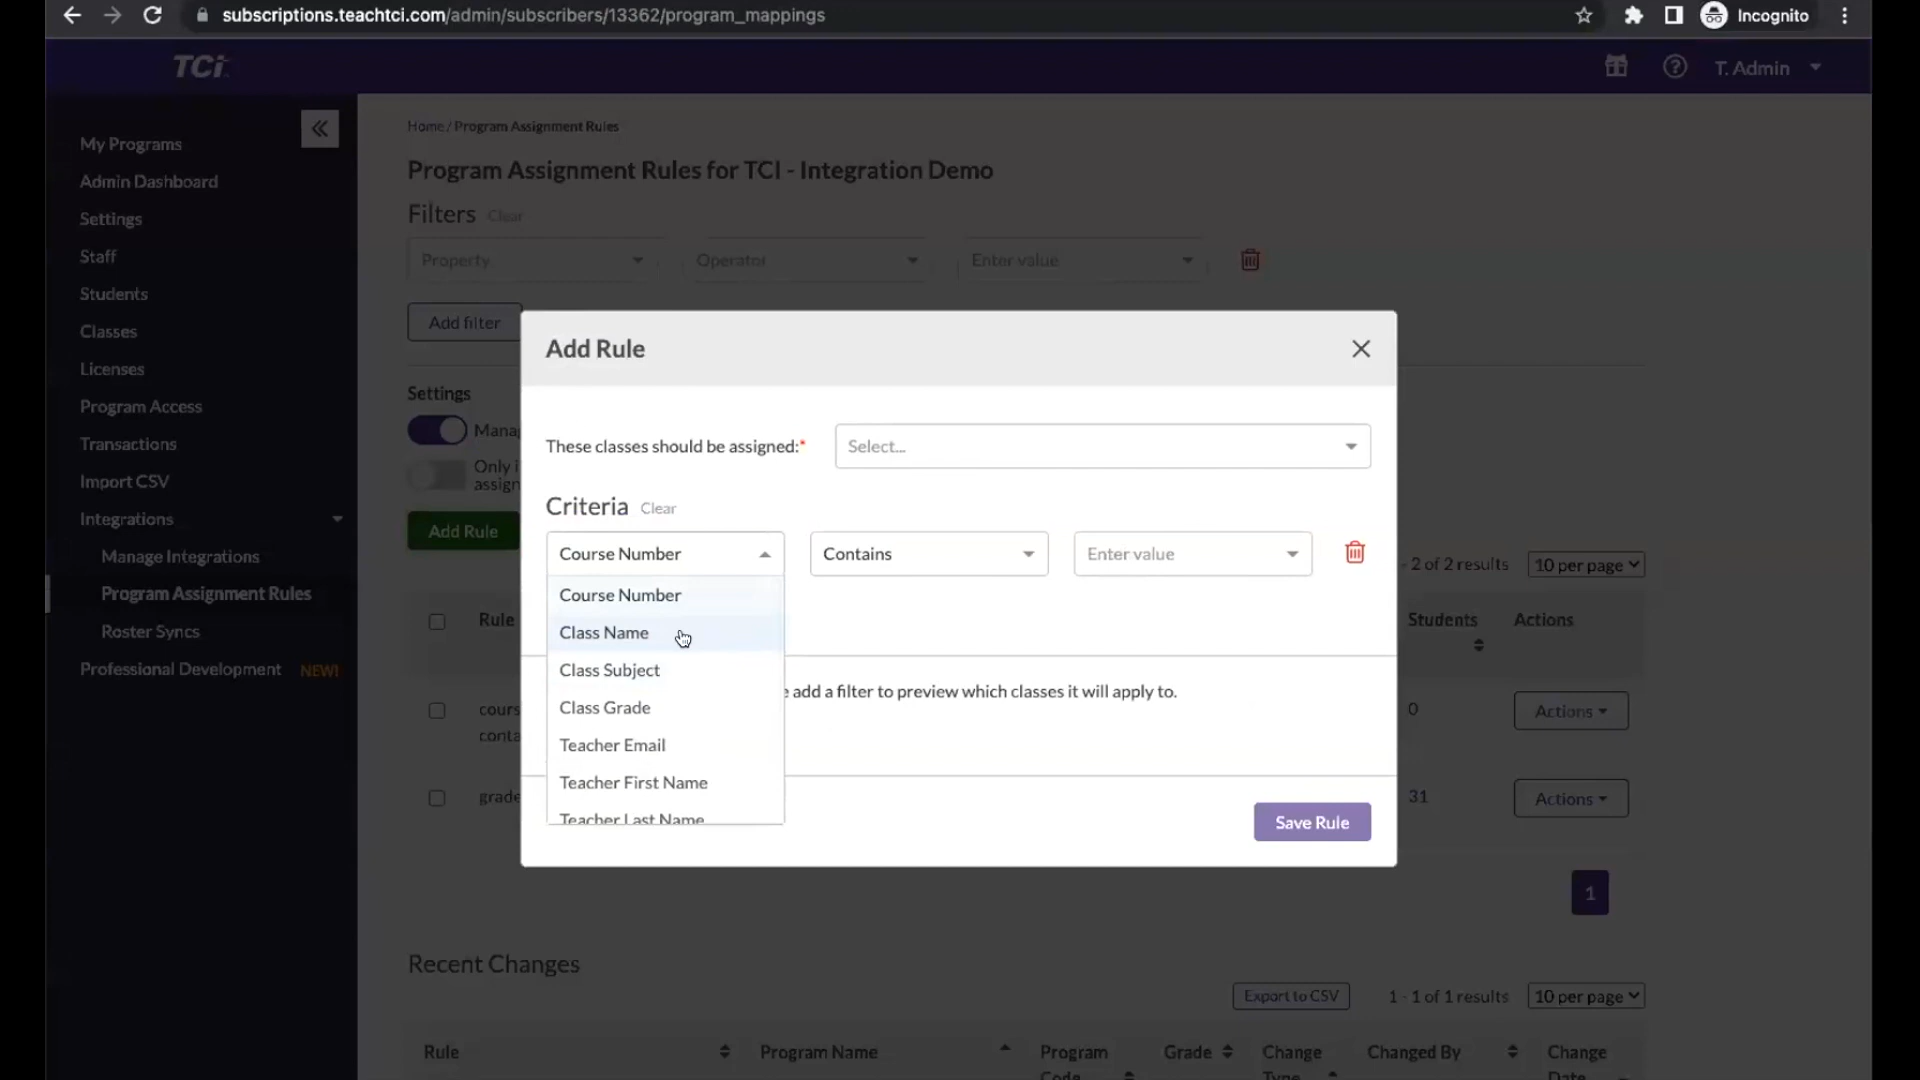 subscriptions.teachtci.com/admin/subscribers/13362/program_mappings
Incognito
TCi
T. Admin
My Programs
Admin Dashboard
Settings
Staff
Students
Classes
Licenses
Program Access
Transactions
Import CSV
Integrations
Manage Integrations
Program Assignment Rules
Roster Syncs
Professional Development NEW!
Home / Program Assignment Rules
Program Assignment Rules for TCI - Integration Demo
Filters Clear
Property Operator Enter value
Add filter
Settings
Manag
Only i
assign
Add Rule
Add Rule
These classes should be assigned:* Select...
Criteria Clear
Course Number Contains Enter value
Course Number
Class Name
Class Subject
Class Grade
Teacher Email
Teacher First Name
Teacher Last Name
add a filter to preview which classes it will apply to.
Save Rule
- 2 of 2 results 10 per page
Rule Students Actions
cours 0 Actions
conta
grade 31 Actions
1
Recent Changes
Export to CSV 1 - 1 of 1 results 10 per page
Rule Program Name Program Grade Change Changed By Change
Code Type Date